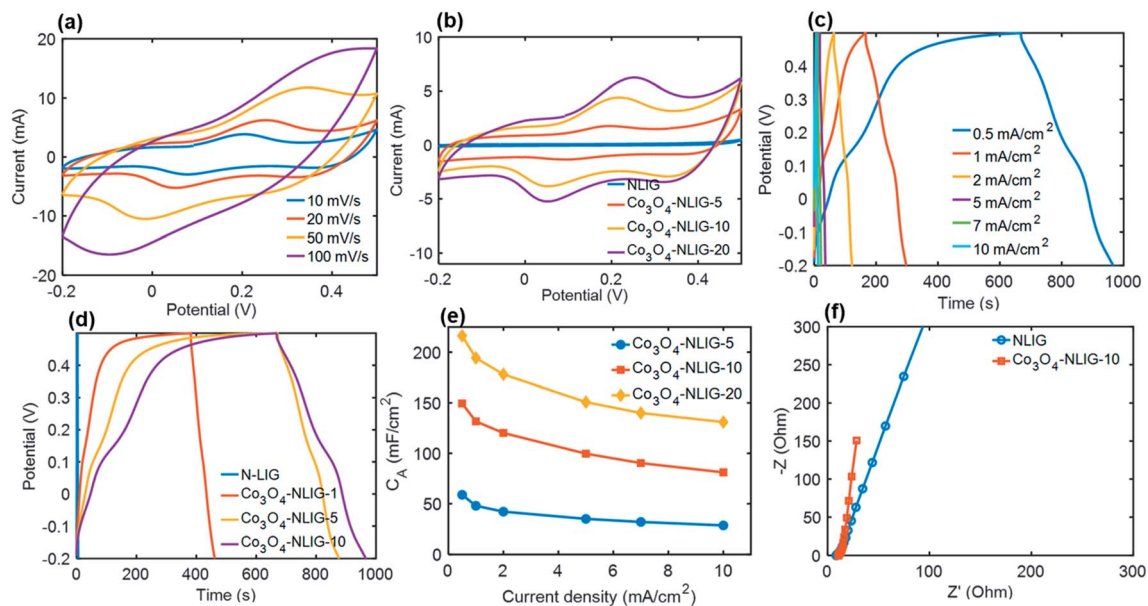 (a)
20
10
0
-10
-20
Current (mA)
10 mV/s
20 mV/s
50 mV/s
100 mV/s
-0.2
0
0.2
0.4
Potential (V)
(b)
10
5
0
-5
-10
Current (mA)
NLIG
Co₃O₄-NLIG-5
Co₃O₄-NLIG-10
Co₃O₄-NLIG-20
-0.2
0
0.2
0.4
Potential (V)
(c)
0.5
0.4
0.3
0.2
0.1
0
-0.1
-0.2
Potential (V)
0.5 mA/cm²
1 mA/cm²
2 mA/cm²
5 mA/cm²
7 mA/cm²
10 mA/cm²
0
200
400
600
800
1000
Time (s)
(d)
0.4
0.3
0.2
0.1
0
-0.1
-0.2
Potential (V)
N-LIG
Co₃O₄-NLIG-1
Co₃O₄-NLIG-5
Co₃O₄-NLIG-10
0
200
400
600
800
1000
Time (s)
(e)
200
150
100
50
0
C_A (mF/cm²)
Co₃O₄-NLIG-5
Co₃O₄-NLIG-10
Co₃O₄-NLIG-20
0
2
4
6
8
10
Current density (mA/cm²)
(f)
300
250
200
150
100
50
0
-Z (Ohm)
NLIG
Co₃O₄-NLIG-10
0
100
200
300
Z' (Ohm)